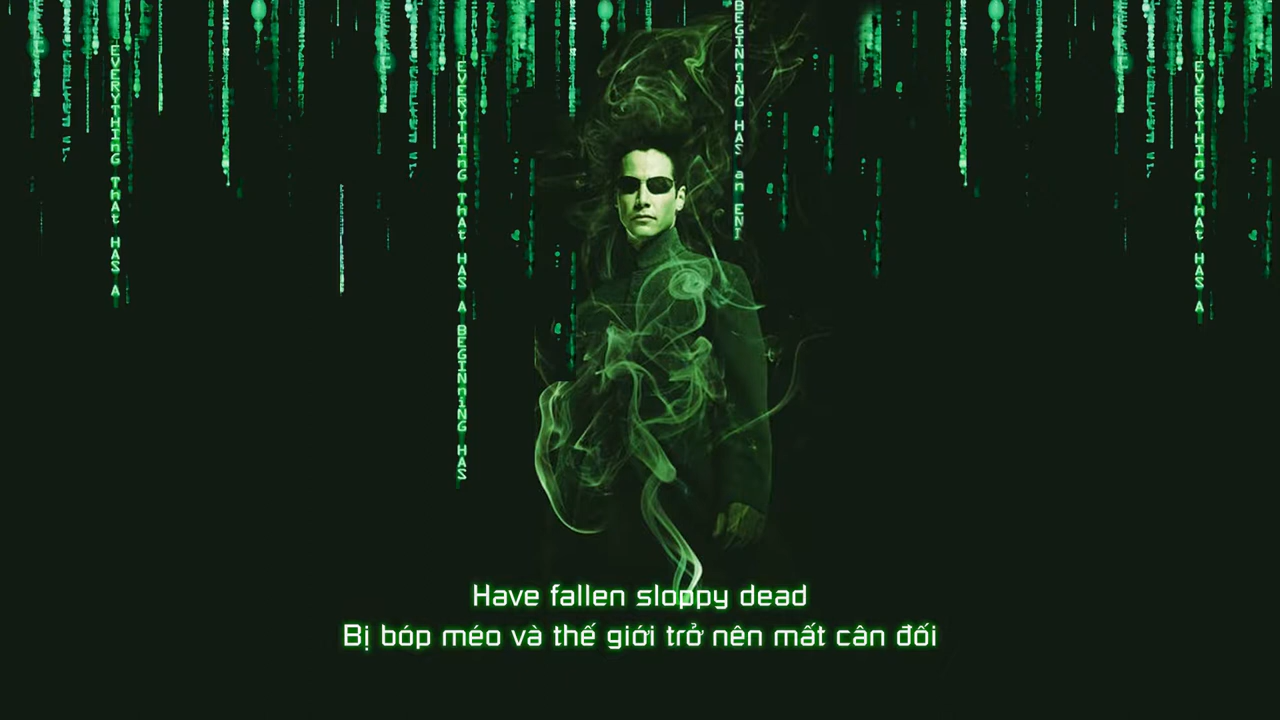 EVERYTHInG THat HAS A
EVERYTHInG THAt HAS A BEGINnING HAS
BEGINnING HAS an ENI
EVERYTHInG THat HAS A
Have fallen sloppy dead
Bị bóp méo và thế giới trở nên mất cân đối